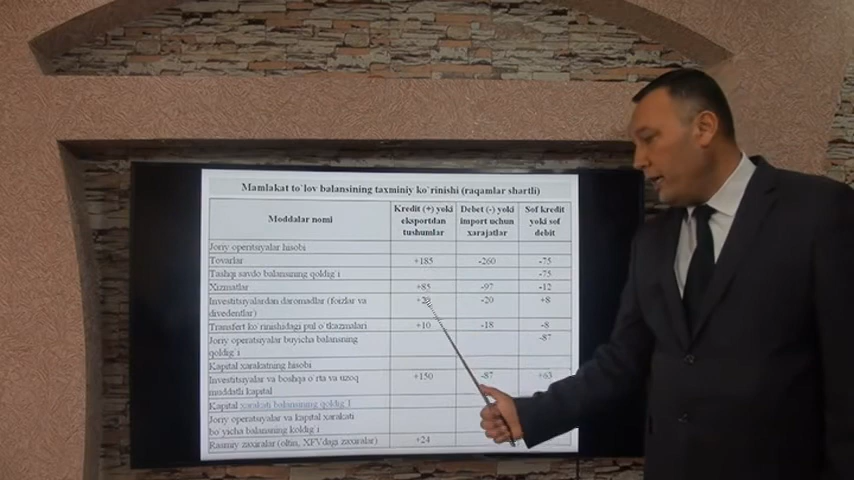 Mamlakat to`lov balansining taxminiy ko`rinishi (raqamlar shartli)
Moddalar nomi
Kredit (+) yoki
eksportdan
tushumlar
Debet (-) yoki
import uchun
xarajatlar
Sof kredit
yoki sof
debit
Joriy operitsiyalar hisobi
Tovarlar +185 -260 -75
Tashqi savdo balansining qoldig`i -75
Xizmatlar +85 -97 -12
Investitsiyalardan daromadlar (foizlar va
divedentlar)
-20 +8
Transfert ko`rinishidagi pul o`tkazmalari +10 -18 -8
Joriy operatsiyalar buyicha balansning
qoldig`i
-87
Kapital xarakatning hisobi
Investitsiyalar va boshqa o`rta va uzoq
muddatli kapital
+150 -87 +63
Kapital xarakati balansining qoldig`I
Joriy operatsiyalar va kapital xarakati
bo`yicha balansning koldig`i
Rasmiy zaxiralar (oltin, XFVdagi zaxiralar) +24